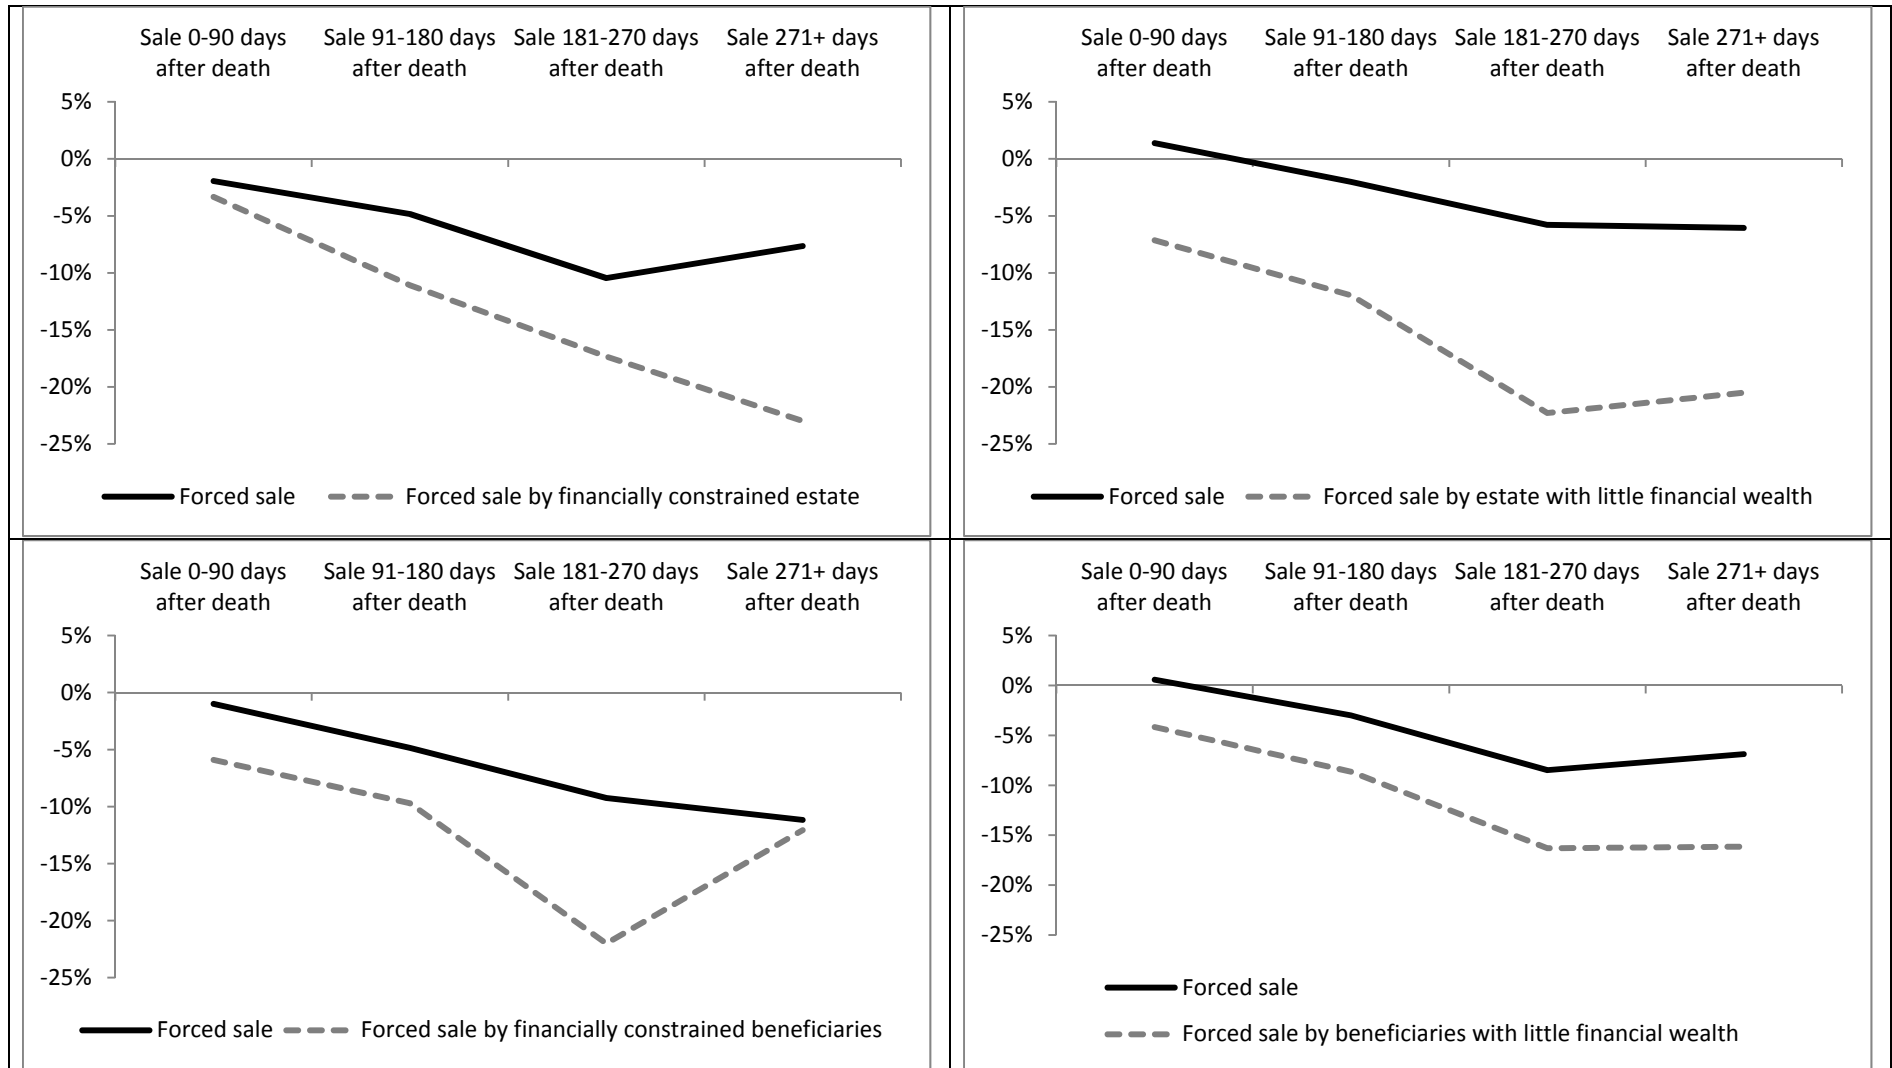 Sale 0-90 days Sale 91-180 days Sale 181-270 days Sale 271+ days
after death after death after death after death
5%
0%
-5%
-10%
-15%
-20%
-25%
Forced sale Forced sale by financially constrained estate
Sale 0-90 days Sale 91-180 days Sale 181-270 days Sale 271+ days
after death after death after death after death
5%
0%
-5%
-10%
-15%
-20%
-25%
Forced sale Forced sale by estate with little financial wealth
Sale 0-90 days Sale 91-180 days Sale 181-270 days Sale 271+ days
after death after death after death after death
5%
0%
-5%
-10%
-15%
-20%
-25%
Forced sale Forced sale by financially constrained beneficiaries
Sale 0-90 days Sale 91-180 days Sale 181-270 days Sale 271+ days
after death after death after death after death
5%
0%
-5%
-10%
-15%
-20%
-25%
Forced sale
Forced sale by beneficiaries with little financial wealth